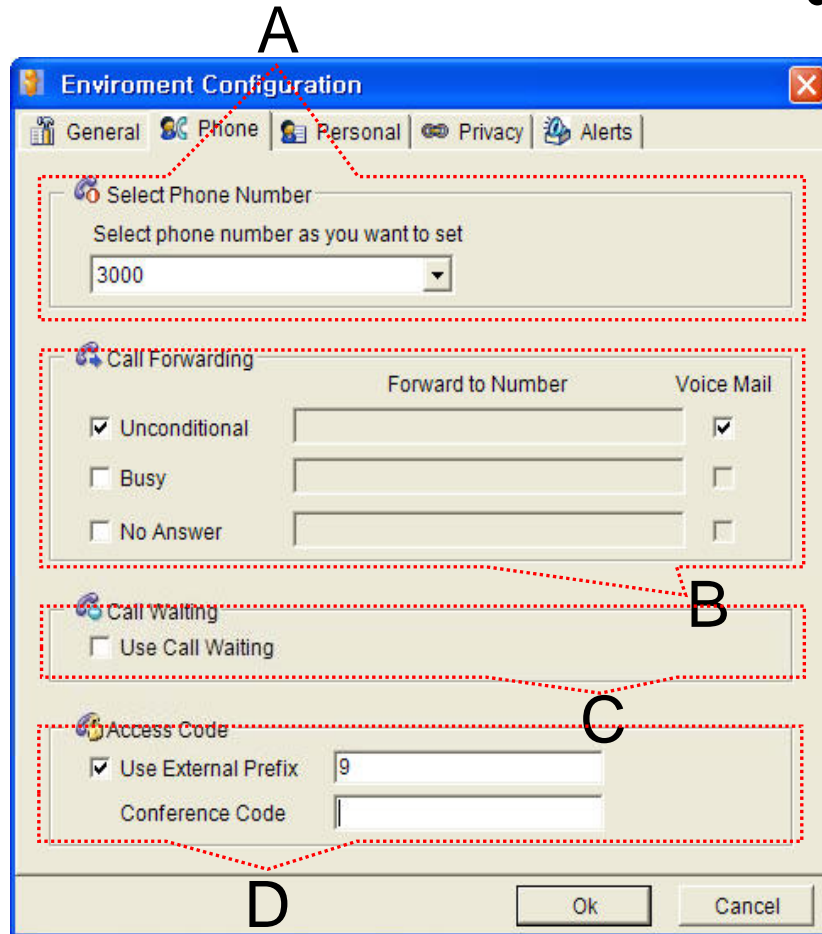 A
Enviroment Configuration
General Phone Personal Privacy Alerts
Select Phone Number
Select phone number as you want to set
3000
Call Forwarding
Forward to Number Voice Mail
Unconditional
Busy
No Answer
B
Call Waiting
Use Call Waiting
C
Access Code
Use External Prefix 9
Conference Code
D
Ok Cancel